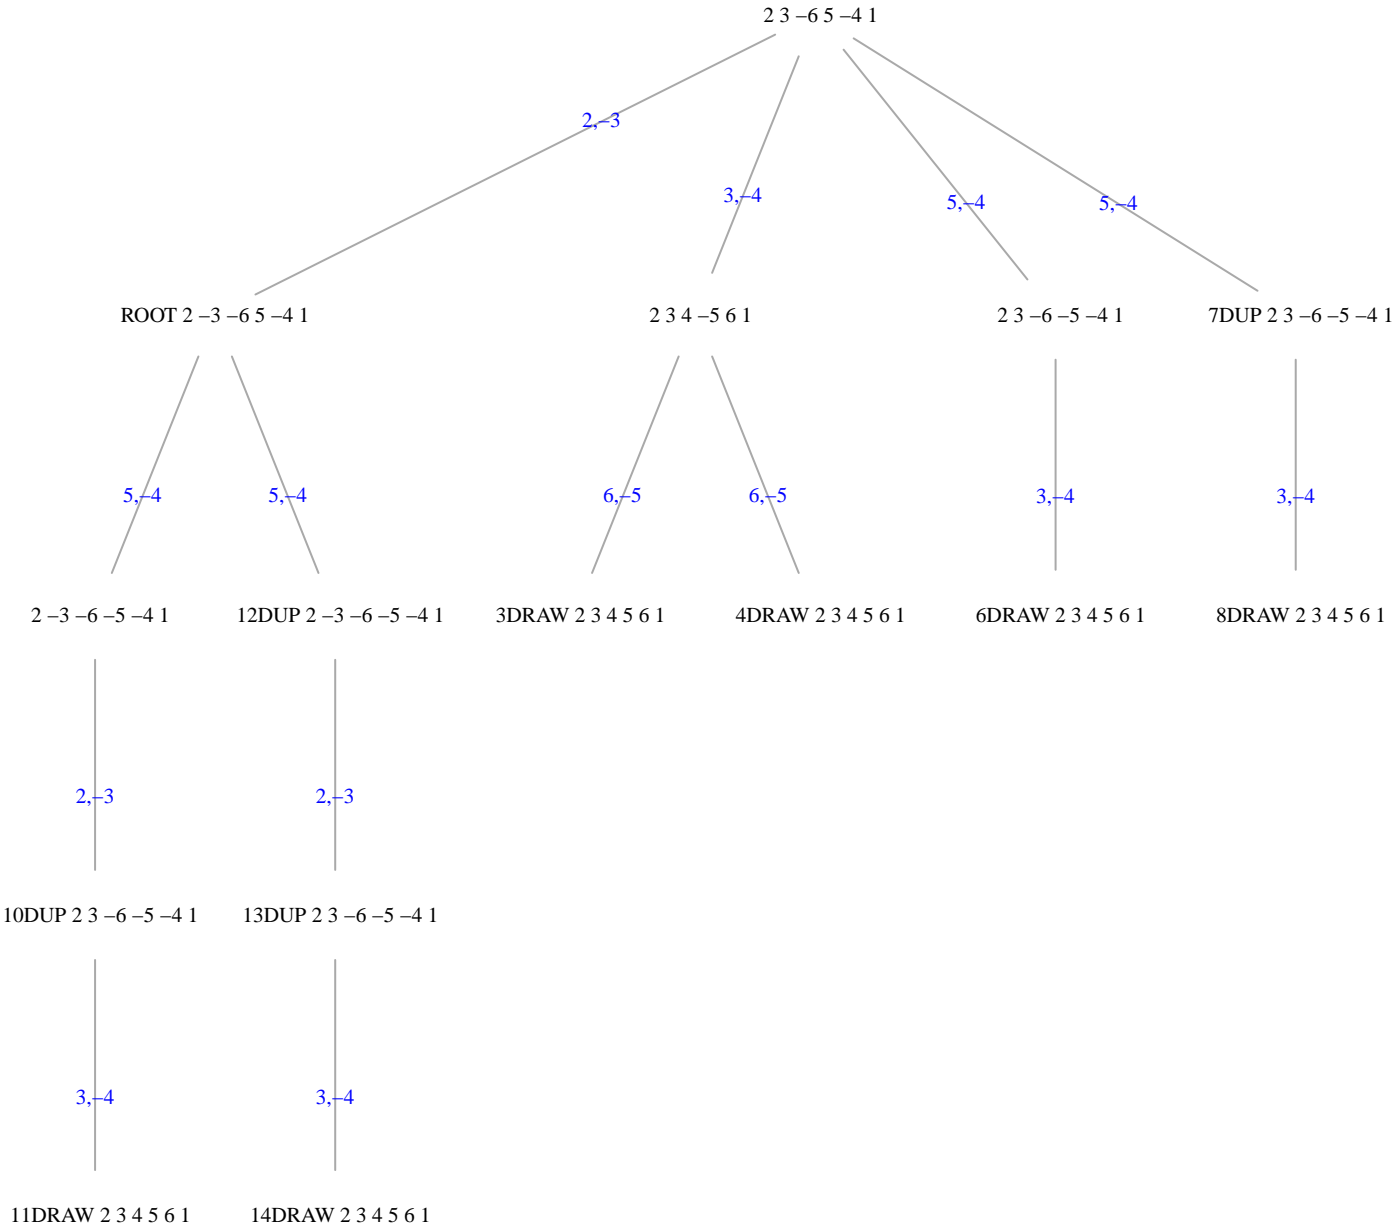 2 3 −6 5 −4 1
2,−3
3,−4
5,−4
5,−4
ROOT 2 −3 −6 5 −4 1
2 3 4 −5 6 1
2 3 −6 −5 −4 1
7DUP 2 3 −6 −5 −4 1
5,−4
5,−4
6,−5
6,−5
3,−4
3,−4
2 −3 −6 −5 −4 1
12DUP 2 −3 −6 −5 −4 1
3DRAW 2 3 4 5 6 1
4DRAW 2 3 4 5 6 1
6DRAW 2 3 4 5 6 1
8DRAW 2 3 4 5 6 1
2,−3
2,−3
10DUP 2 3 −6 −5 −4 1
13DUP 2 3 −6 −5 −4 1
3,−4
3,−4
11DRAW 2 3 4 5 6 1
14DRAW 2 3 4 5 6 1